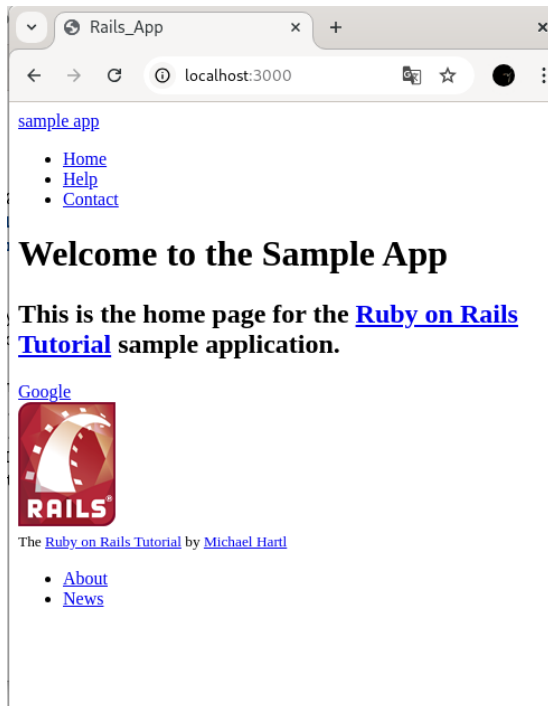 Rails_App
localhost:3000
sample app
Home
Help
Contact
Welcome to the Sample App
This is the home page for the Ruby on Rails
Tutorial sample application.
Google
RAILS®
The Ruby on Rails Tutorial by Michael Hartl
About
News